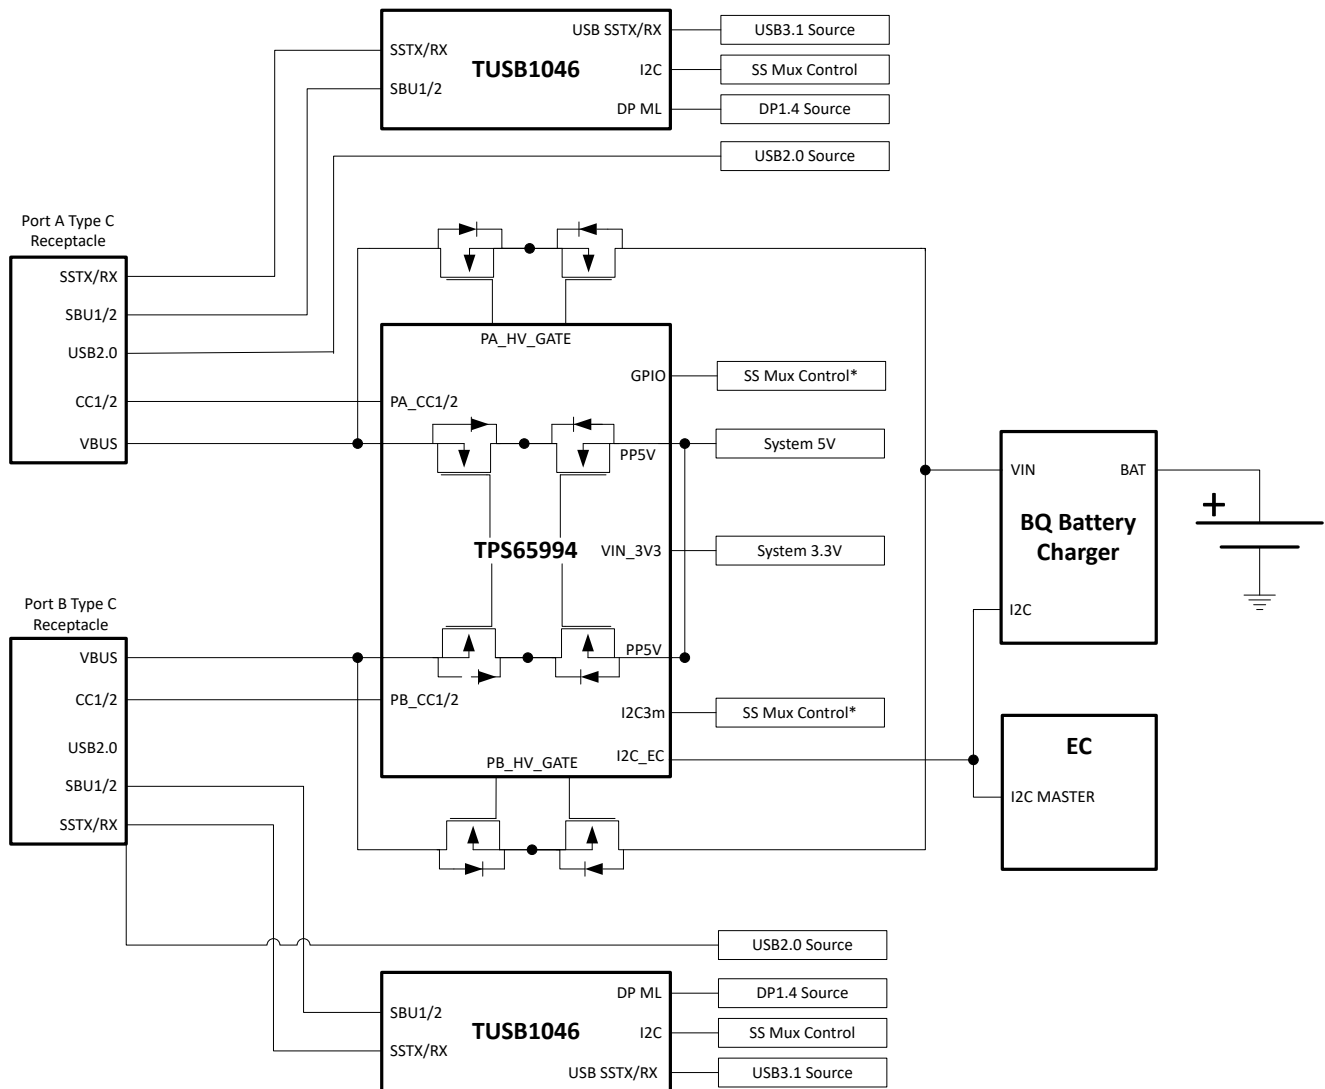 USB SSTX/RX
USB3.1 Source
SSTX/RX
TUSB1046
I2C
SS Mux Control
SBU1/2
DP ML
DP1.4 Source
USB2.0 Source
Port A Type C
Receptacle
SSTX/RX
SBU1/2
USB2.0
CC1/2
VBUS
PA_HV_GATE
GPIO
SS Mux Control*
PA_CC1/2
PP5V
System 5V
TPS65994
VIN_3V3
System 3.3V
PP5V
PB_CC1/2
I2C3m
SS Mux Control*
I2C_EC
PB_HV_GATE
VIN
BAT
BQ Battery
Charger
I2C
+
EC
I2C MASTER
Port B Type C
Receptacle
VBUS
CC1/2
USB2.0
SBU1/2
SSTX/RX
USB2.0 Source
DP ML
DP1.4 Source
SBU1/2
TUSB1046
I2C
SS Mux Control
SSTX/RX
USB SSTX/RX
USB3.1 Source